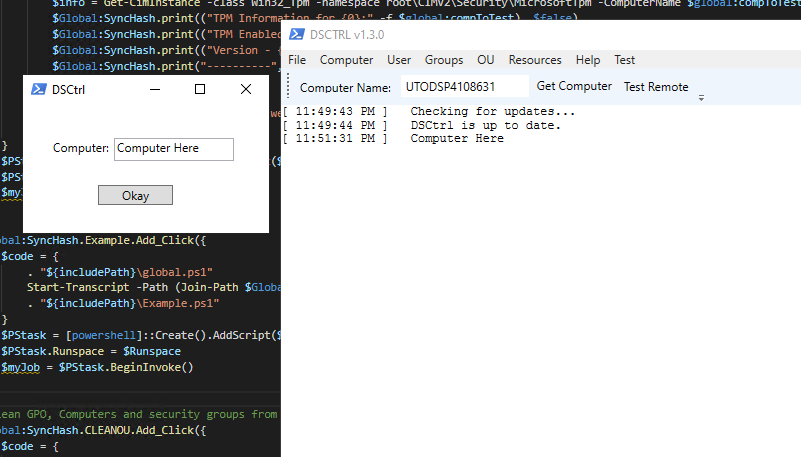 $info = Get-CimInstance -class Win32_Tpm -namespace root\CIMV2\Security\MicrosoftTpm -ComputerName $global:compToTest
$Global:SyncHash.print(("TPM Information for {0}:" -f $global:compToTest), $false)
$Global:SyncHash.print(("TPM Enabled
$Global:SyncHash.print(("Version - {
$Global:SyncHash.print("----------",
DSCtrl
Computer: Computer Here
Okay
we
}
$PSta
($
$PSt
$myJ
obal:SyncHash.Example.Add_Click({
$code = {
. "${includePath}\global.ps1"
Start-Transcript -Path (Join-Path $Globa
. "${includePath}\Example.ps1"
}
$PStask = [powershell]::Create().AddScript($
$PStask.Runspace = $Runspace
$myJob = $PStask.BeginInvoke()
lean GPO, Computers and security groups from
obal:SyncHash.CLEANOU.Add_Click({
$code = {
DSCTRL v1.3.0
File Computer User Groups OU Resources Help Test
Computer Name: UTODSP4108631 Get Computer Test Remote
[ 11:49:43 PM ] Checking for updates...
[ 11:49:44 PM ] DSCtrl is up to date.
[ 11:51:31 PM ] Computer Here